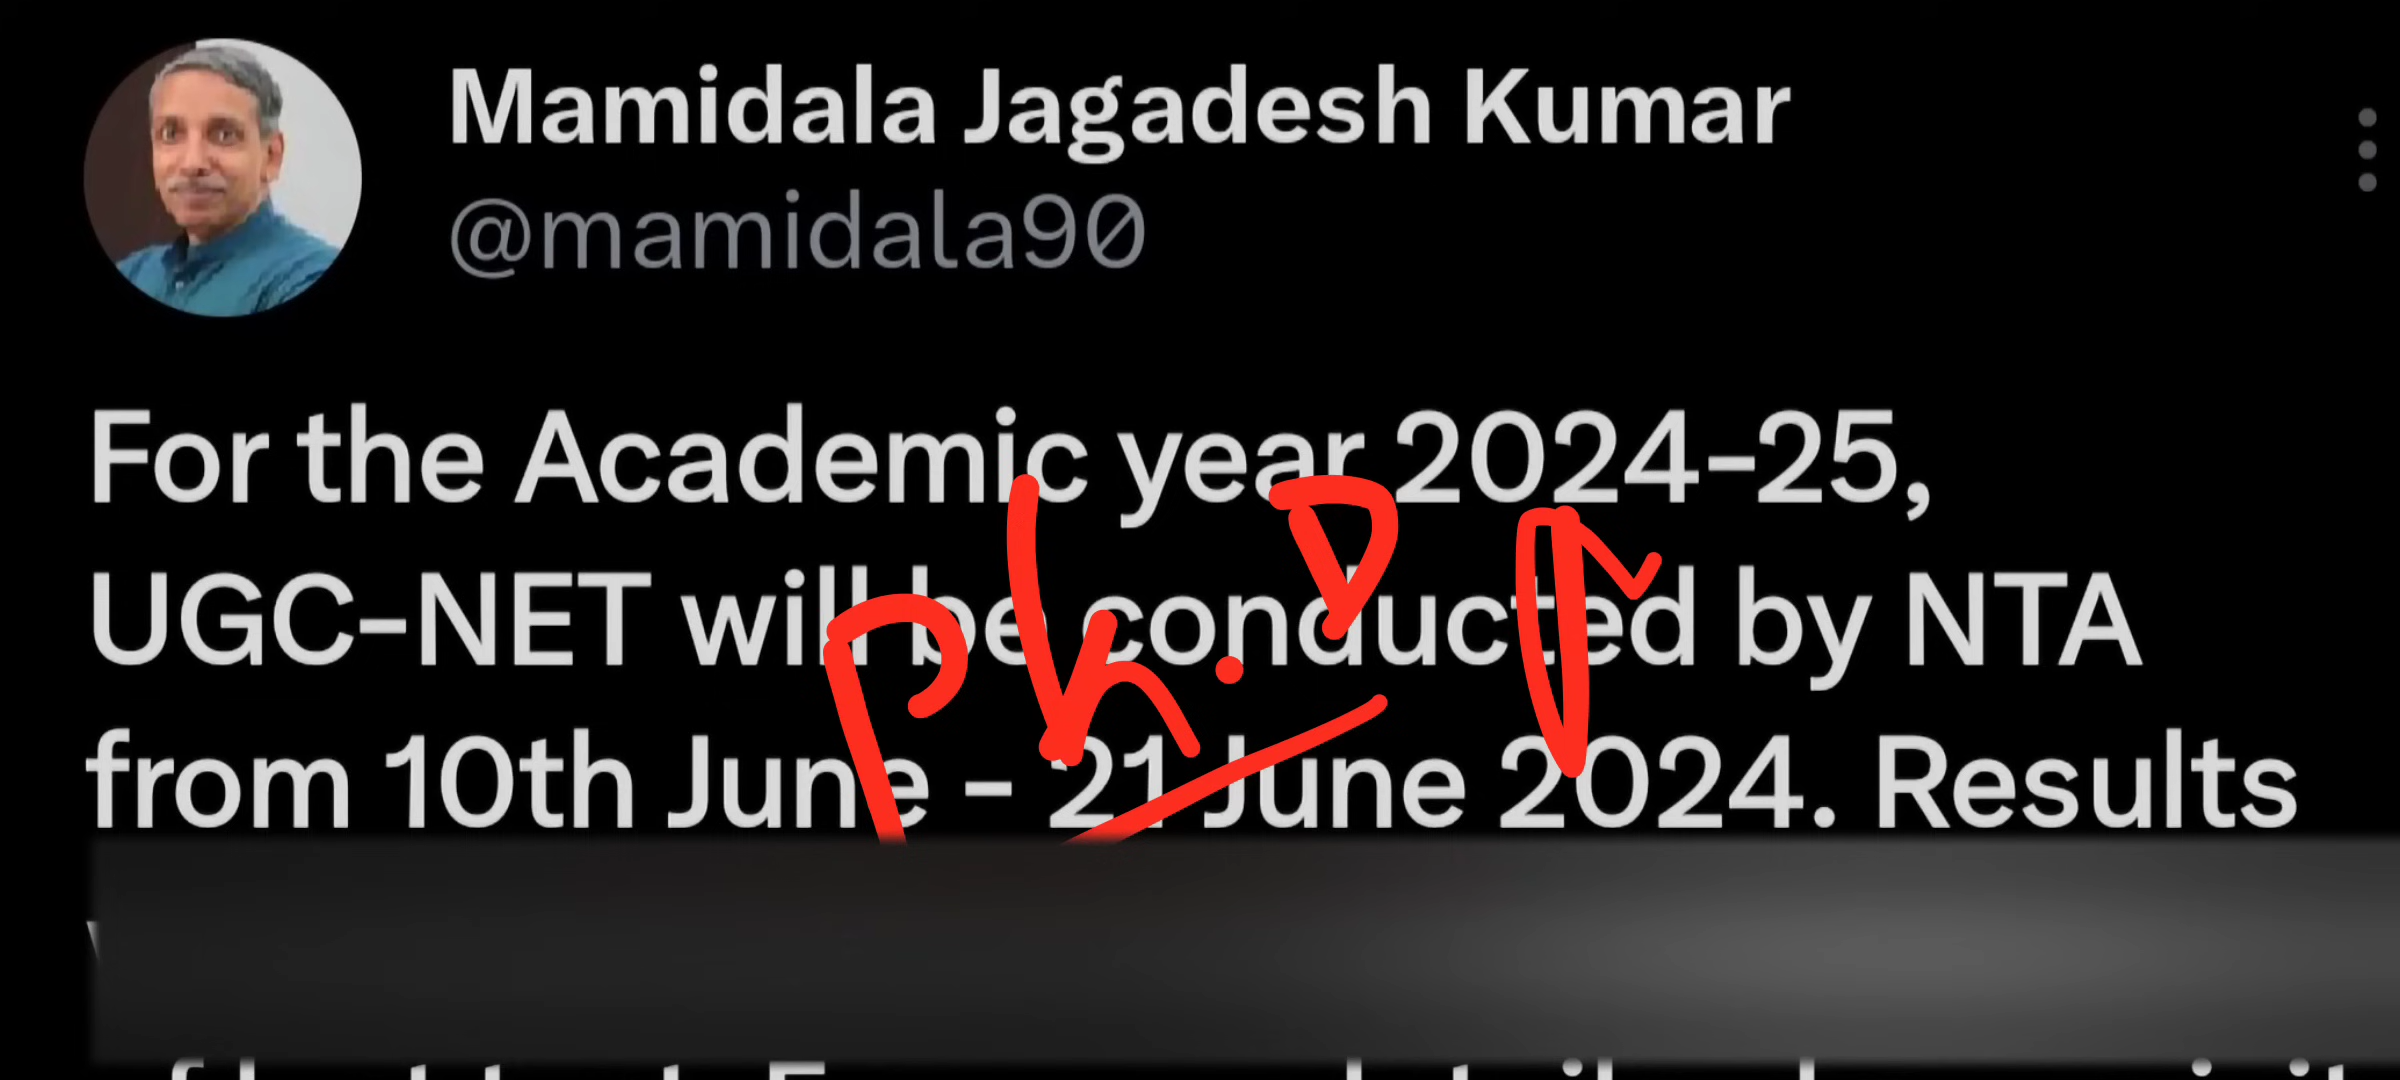 Mamidala Jagadesh Kumar
@mamidala90
For the Academic year 2024-25,
UGC-NET will be conducted by NTA
from 10th June - 21 June 2024. Results
Ph.D